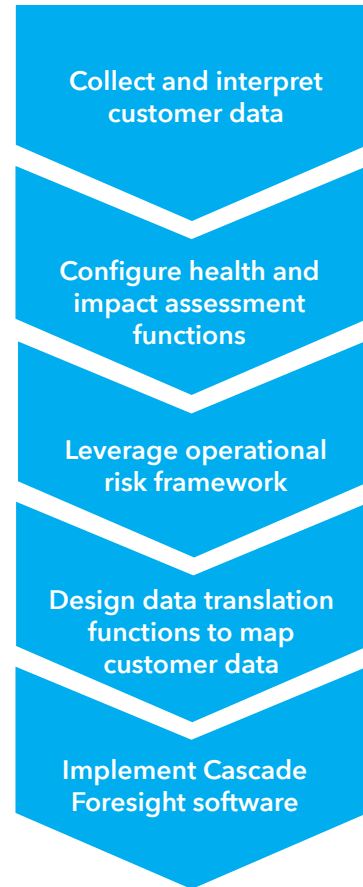 Collect and interpret
customer data
Configure health and
impact assessment
functions
Leverage operational
risk framework
Design data translation
functions to map
customer data
Implement Cascade
Foresight software